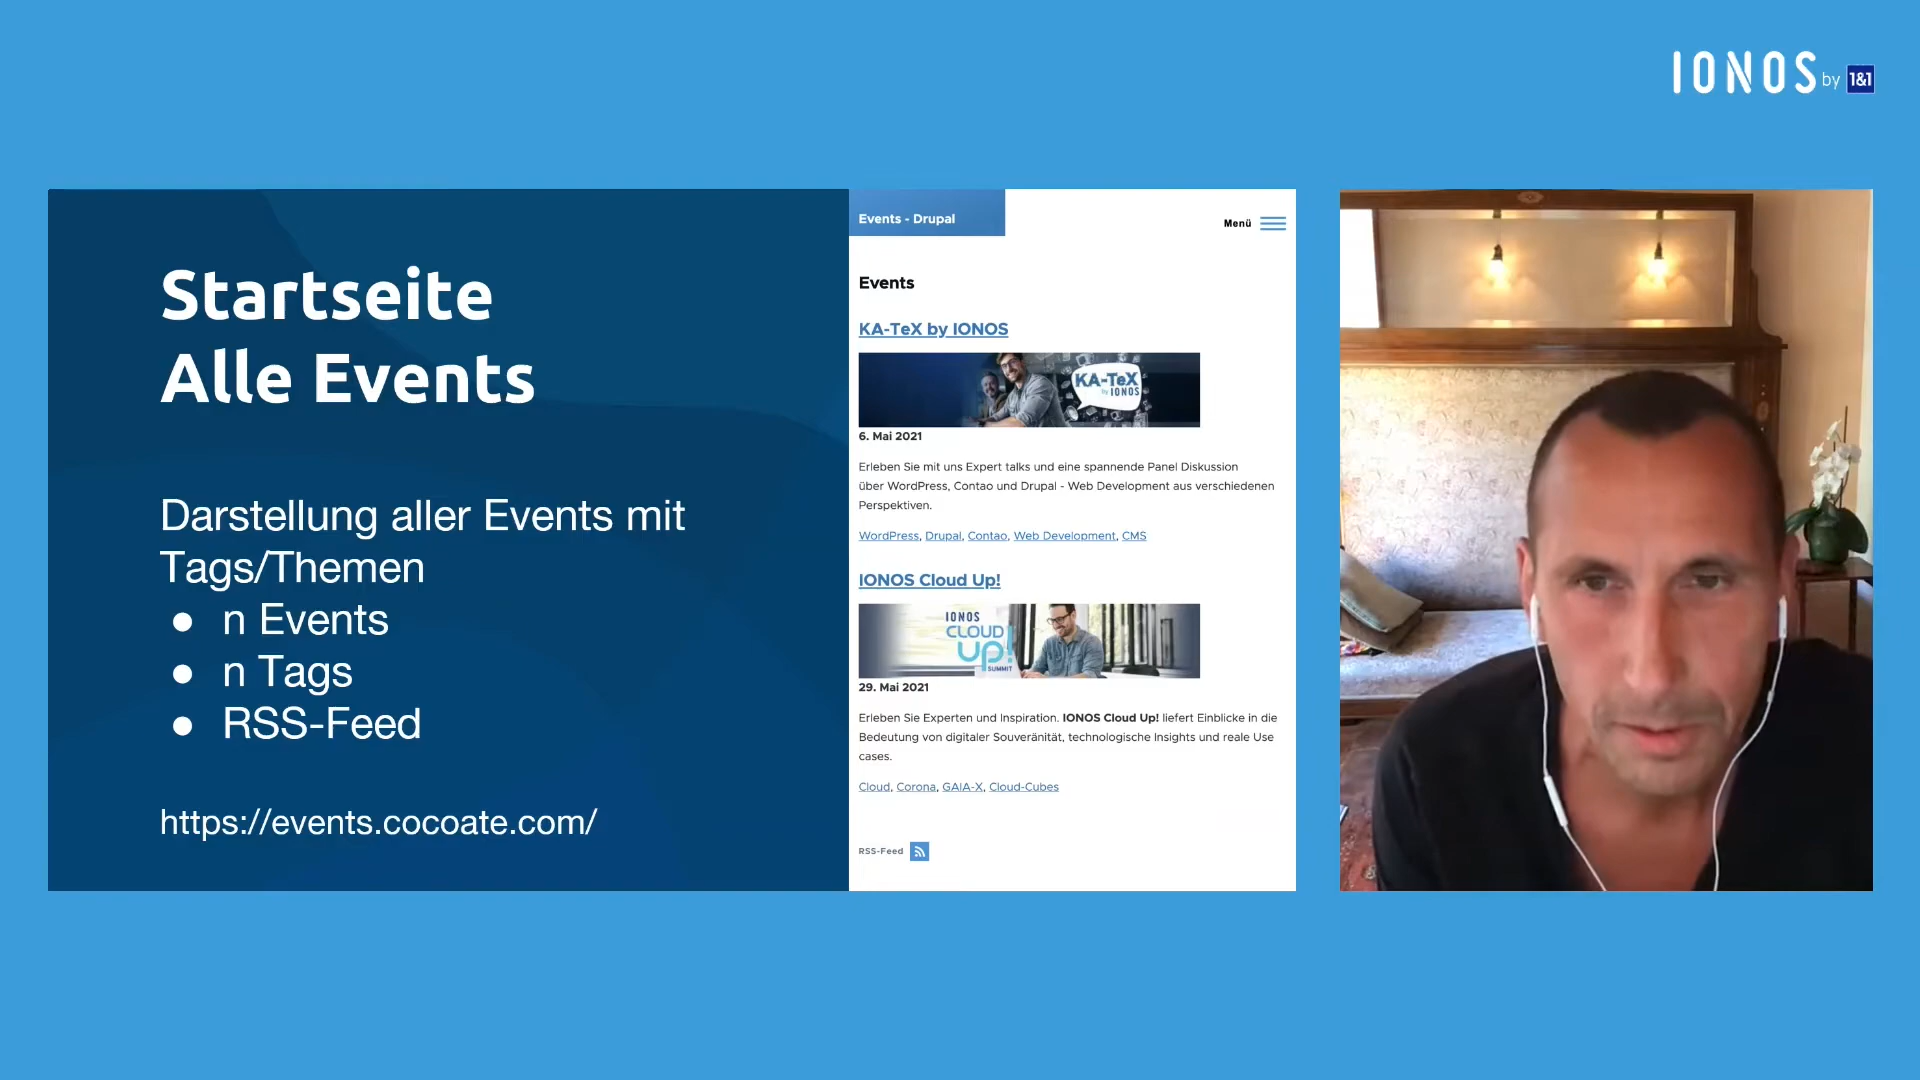 IONOS by 1&1
Startseite
Alle Events
Darstellung aller Events mit
Tags/Themen
● n Events
● n Tags
● RSS-Feed
https://events.cocoate.com/
Events - Drupal
Menü
Events
KA-TeX by IONOS
KA-TeX
by IONOS
6. Mai 2021
Erleben Sie mit uns Expert talks und eine spannende Panel Diskussion
über WordPress, Contao und Drupal - Web Development aus verschiedenen
Perspektiven.
WordPress, Drupal, Contao, Web Development, CMS
IONOS Cloud Up!
IONOS
CLOUD
up!
SUMMIT
29. Mai 2021
Erleben Sie Experten und Inspiration. IONOS Cloud Up! liefert Einblicke in die
Bedeutung von digitaler Souveränität, technologische Insights und reale Use
cases.
Cloud, Corona, GAIA-X, Cloud-Cubes
RSS-Feed